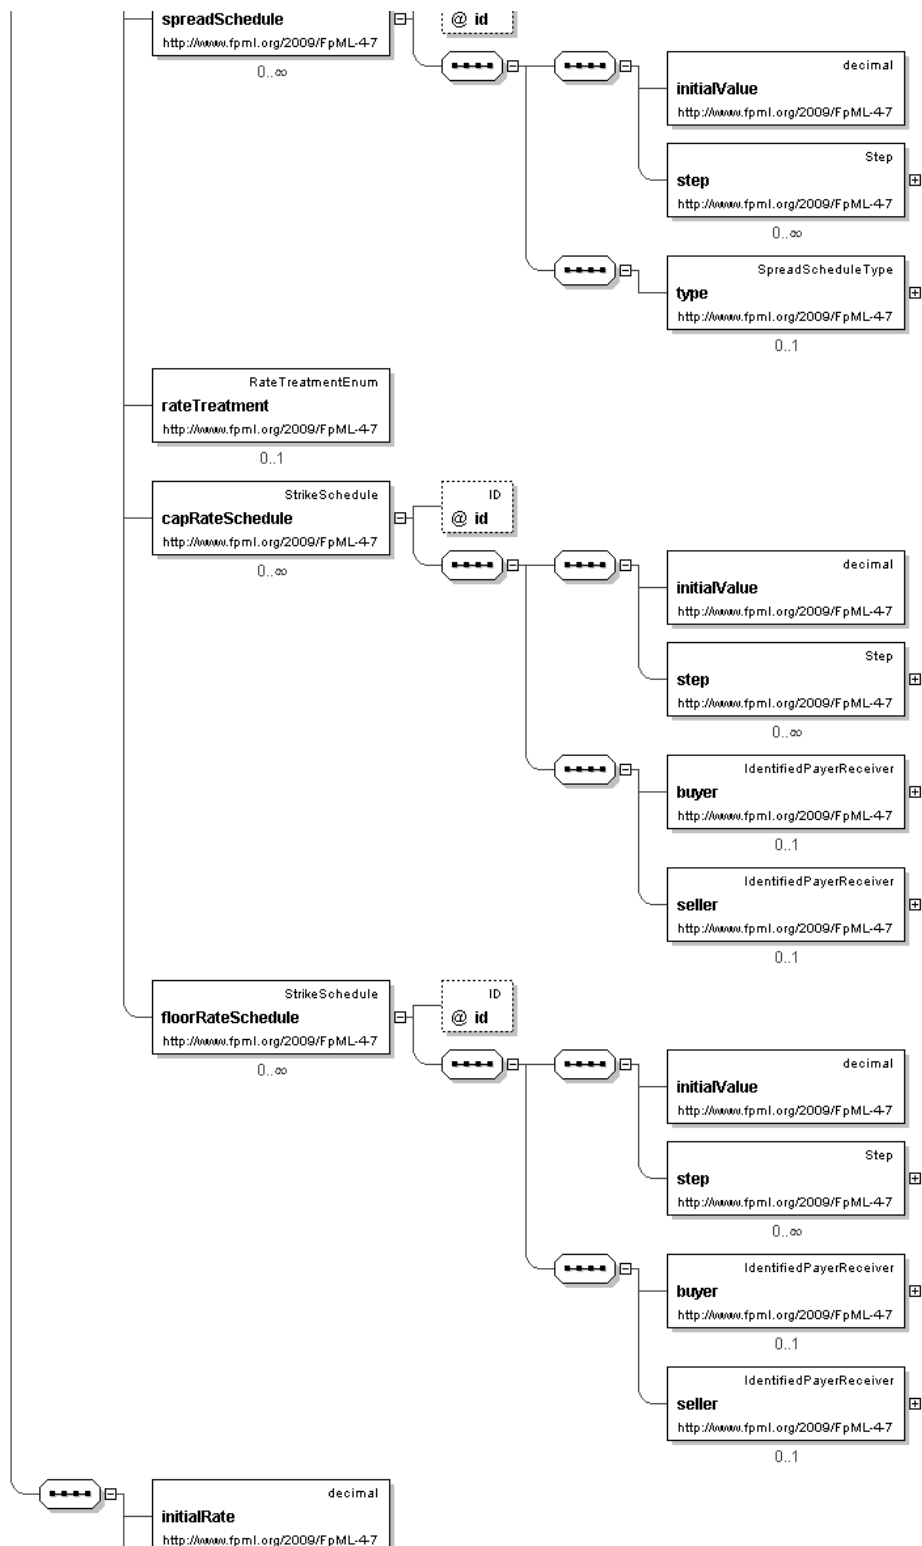 spreadSchedule
http://www.fpml.org/2009/FpML-4-7
0..∞
@ id
decimal
initialValue
http://www.fpml.org/2009/FpML-4-7
Step
step
http://www.fpml.org/2009/FpML-4-7
0..∞
SpreadScheduleType
type
http://www.fpml.org/2009/FpML-4-7
0..1
RateTreatmentEnum
rateTreatment
http://www.fpml.org/2009/FpML-4-7
0..1
StrikeSchedule
capRateSchedule
http://www.fpml.org/2009/FpML-4-7
0..∞
ID
@ id
decimal
initialValue
http://www.fpml.org/2009/FpML-4-7
Step
step
http://www.fpml.org/2009/FpML-4-7
0..∞
IdentifiedPayerReceiver
buyer
http://www.fpml.org/2009/FpML-4-7
0..1
IdentifiedPayerReceiver
seller
http://www.fpml.org/2009/FpML-4-7
0..1
StrikeSchedule
floorRateSchedule
http://www.fpml.org/2009/FpML-4-7
0..∞
ID
@ id
decimal
initialValue
http://www.fpml.org/2009/FpML-4-7
Step
step
http://www.fpml.org/2009/FpML-4-7
0..∞
IdentifiedPayerReceiver
buyer
http://www.fpml.org/2009/FpML-4-7
0..1
IdentifiedPayerReceiver
seller
http://www.fpml.org/2009/FpML-4-7
0..1
decimal
initialRate
http://www.fpml.org/2009/FpML-4-7